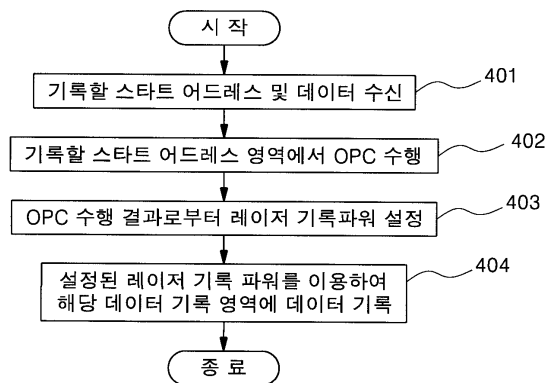 시 작
기록할 스타트 어드레스 및 데이터 수신
401
기록할 스타트 어드레스 영역에서 OPC 수행
402
OPC 수행 결과로부터 레이저 기록파워 설정
403
설정된 레이저 기록 파워를 이용하여
해당 데이터 기록 영역에 데이터 기록
404
종 료